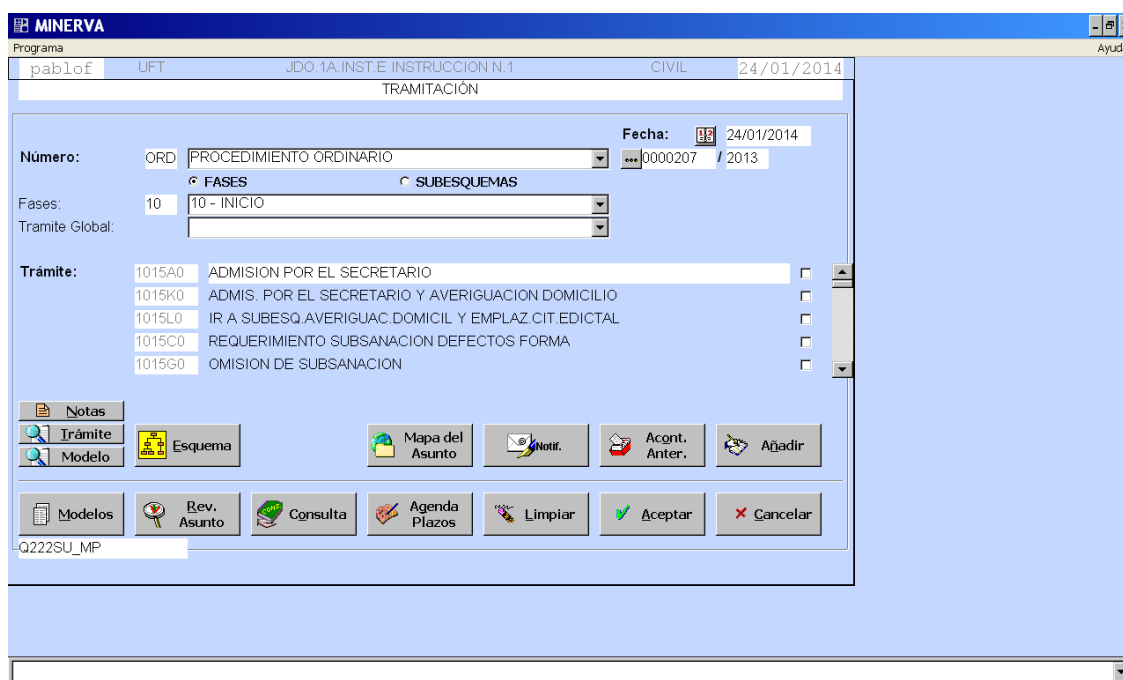 MINERVA
Programa Ayud
pablof UFT JDO.1A.INST.E INSTRUCCION N.1 CIVIL 24/01/2014
TRAMITACIÓN
Fecha: 24/01/2014
Número: ORD PROCEDIMIENTO ORDINARIO ... 0000207 / 2013
FASES SUBESQUEMAS
Fases: 10 10 - INICIO
Tramite Global:
Trámite: 1015A0 ADMISION POR EL SECRETARIO
1015K0 ADMIS. POR EL SECRETARIO Y AVERIGUACION DOMICILIO
1015L0 IR A SUBESQ.AVERIGUAC.DOMICIL Y EMPLAZ.CIT.EDICTAL
1015C0 REQUERIMIENTO SUBSANACION DEFECTOS FORMA
1015G0 OMISION DE SUBSANACION
Notas
Trámite
Modelo
Esquema
Mapa del Asunto
Notif.
Acont. Anter.
Añadir
Modelos
Rev. Asunto
Consulta
Agenda Plazos
Limpiar
Aceptar
Cancelar
Q222SU_MP